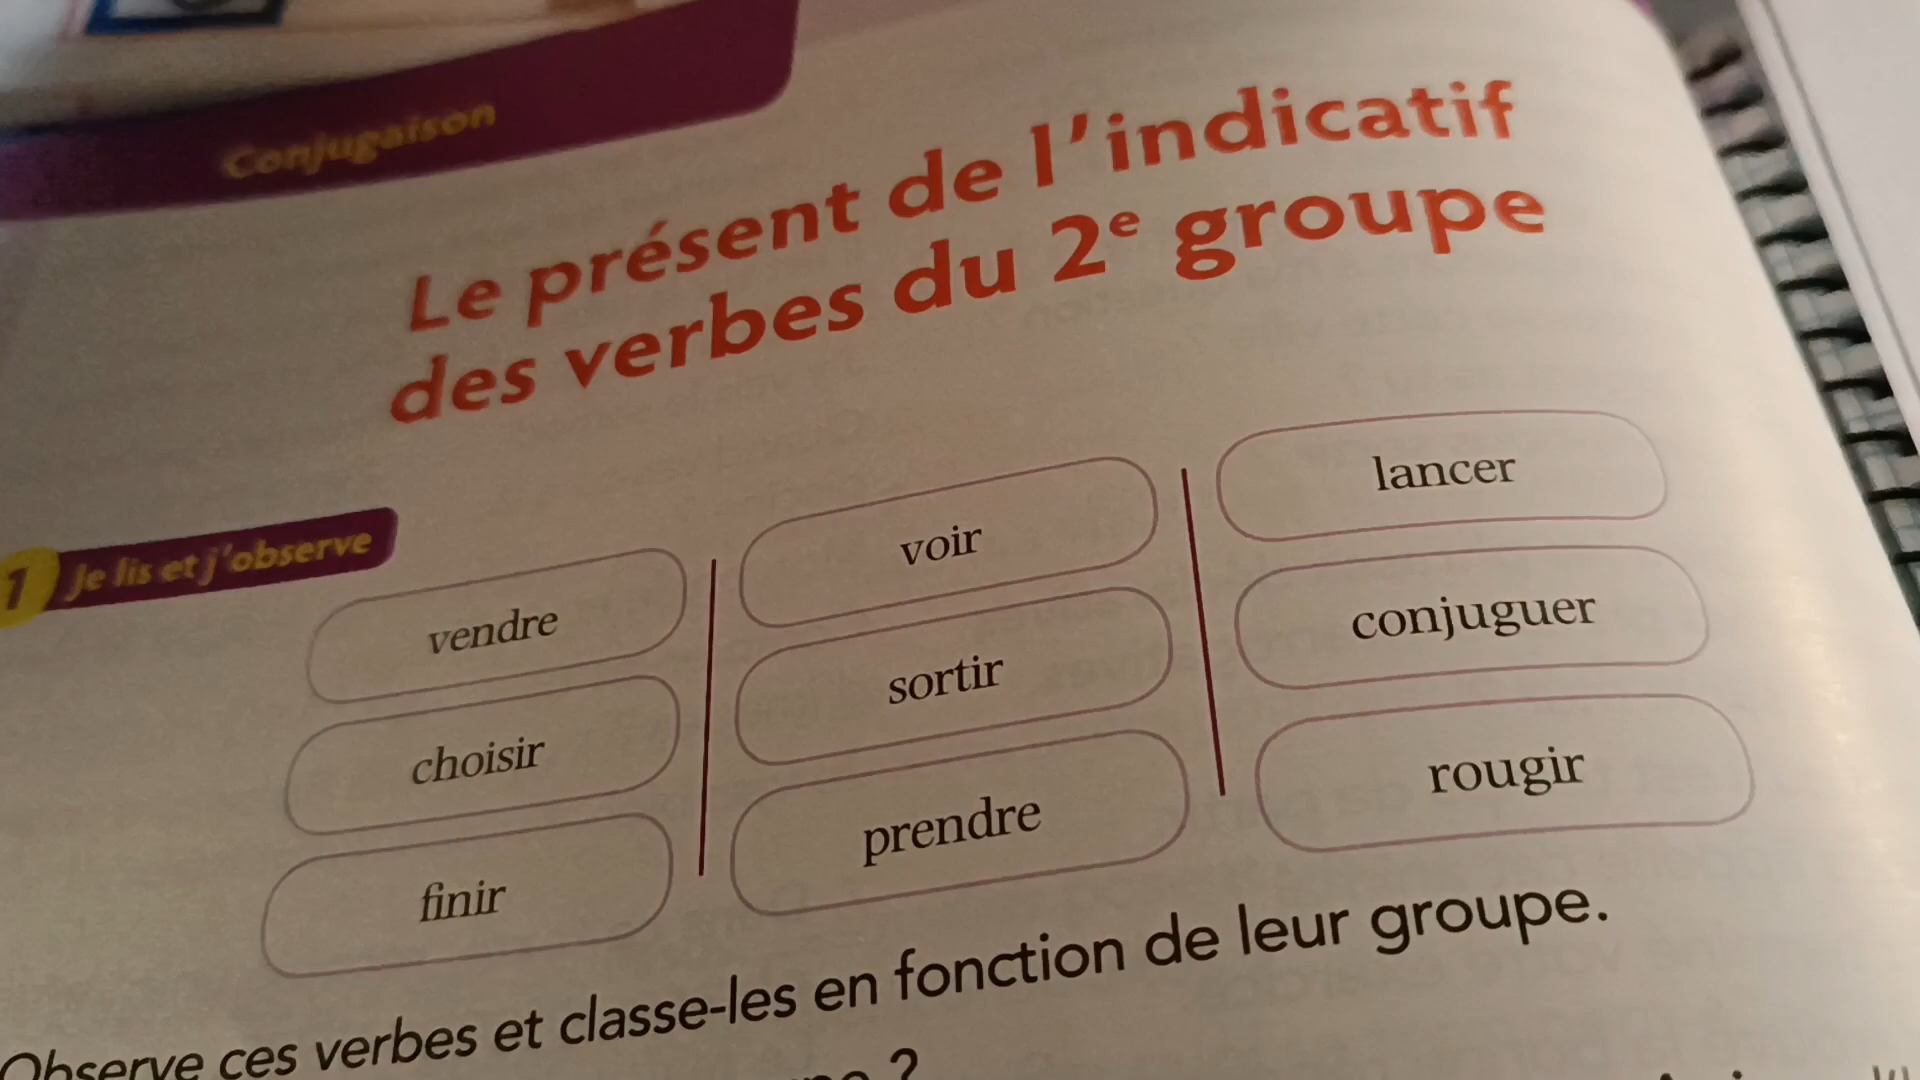 Conjugaison
Le présent de l'indicatif
des verbes du 2e groupe
1 Je lis et j'observe
vendre
choisir
finir
voir
sortir
prendre
lancer
conjuguer
rougir
Observe ces verbes et classe-les en fonction de leur groupe.
?